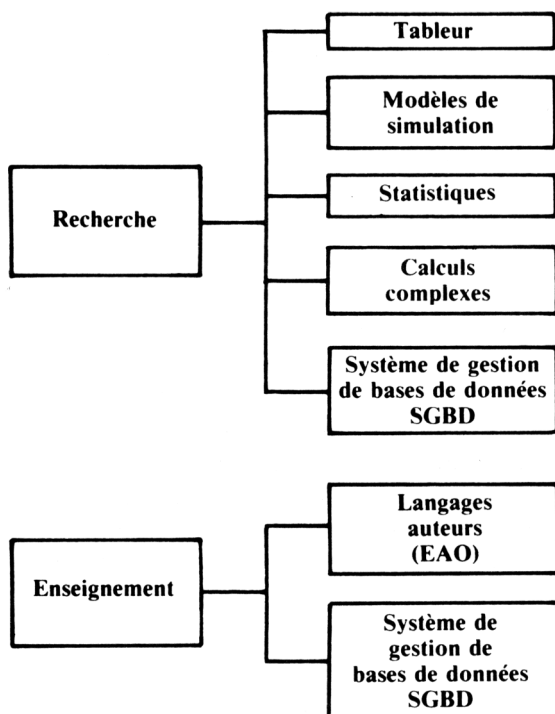 Recherche
Tableur
Modèles de
simulation
Statistiques
Calculs
complexes
Système de gestion
de bases de données
SGBD
Enseignement
Langages
auteurs
(EAO)
Système de
gestion de
bases de données
SGBD